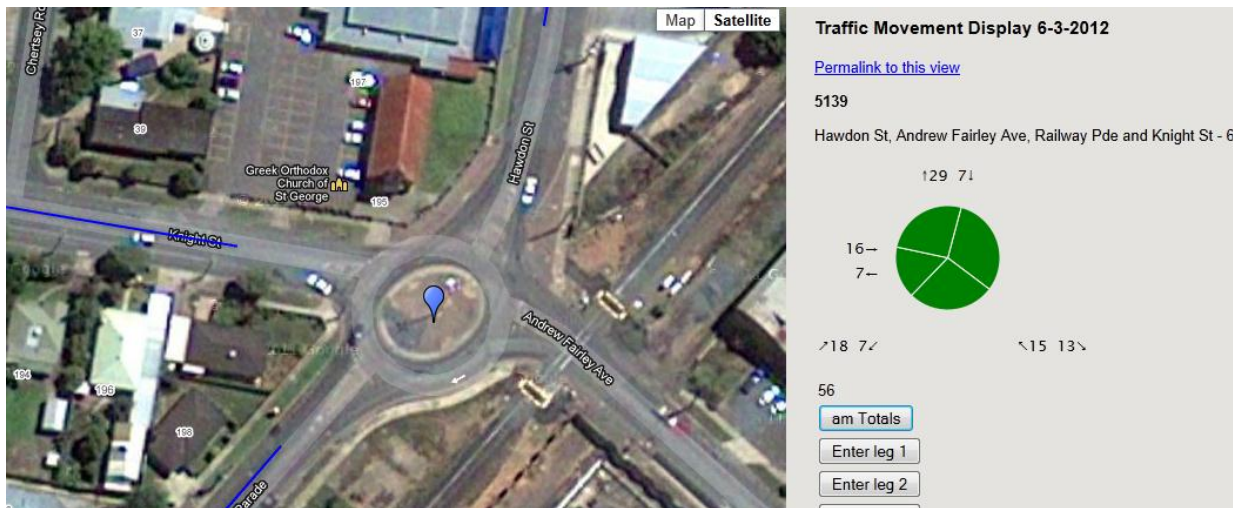 Map Satellite
Chertsey Ro
37
197
39
Hawdon St
Greek Orthodox
Church of
St George
195
Knight St
Andrew Fairley Ave
194
196
198
Parade
Traffic Movement Display 6-3-2012
Permalink to this view
5139
Hawdon St, Andrew Fairley Ave, Railway Pde and Knight St - 6
↑29 7↓
16→
7←
↗18 7↙
↖15 13↘
56
am Totals
Enter leg 1
Enter leg 2